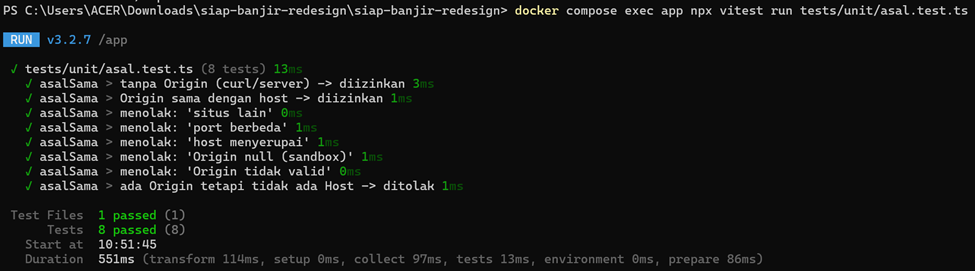 PS C:\Users\ACER\Downloads\siap-banjir-redesign\siap-banjir-redesign> docker compose exec app npx vitest run tests/unit/asal.test.ts
RUN v3.2.7 /app
✓ tests/unit/asal.test.ts (8 tests) 13ms
✓ asalSama > tanpa Origin (curl/server) -> diizinkan 3ms
✓ asalSama > Origin sama dengan host -> diizinkan 1ms
✓ asalSama > menolak: 'situs lain' 0ms
✓ asalSama > menolak: 'port berbeda' 1ms
✓ asalSama > menolak: 'host menyerupai' 1ms
✓ asalSama > menolak: 'Origin null (sandbox)' 1ms
✓ asalSama > menolak: 'Origin tidak valid' 0ms
✓ asalSama > ada Origin tetapi tidak ada Host -> ditolak 1ms
Test Files 1 passed (1)
Tests 8 passed (8)
Start at 10:51:45
Duration 551ms (transform 114ms, setup 0ms, collect 97ms, tests 13ms, environment 0ms, prepare 86ms)